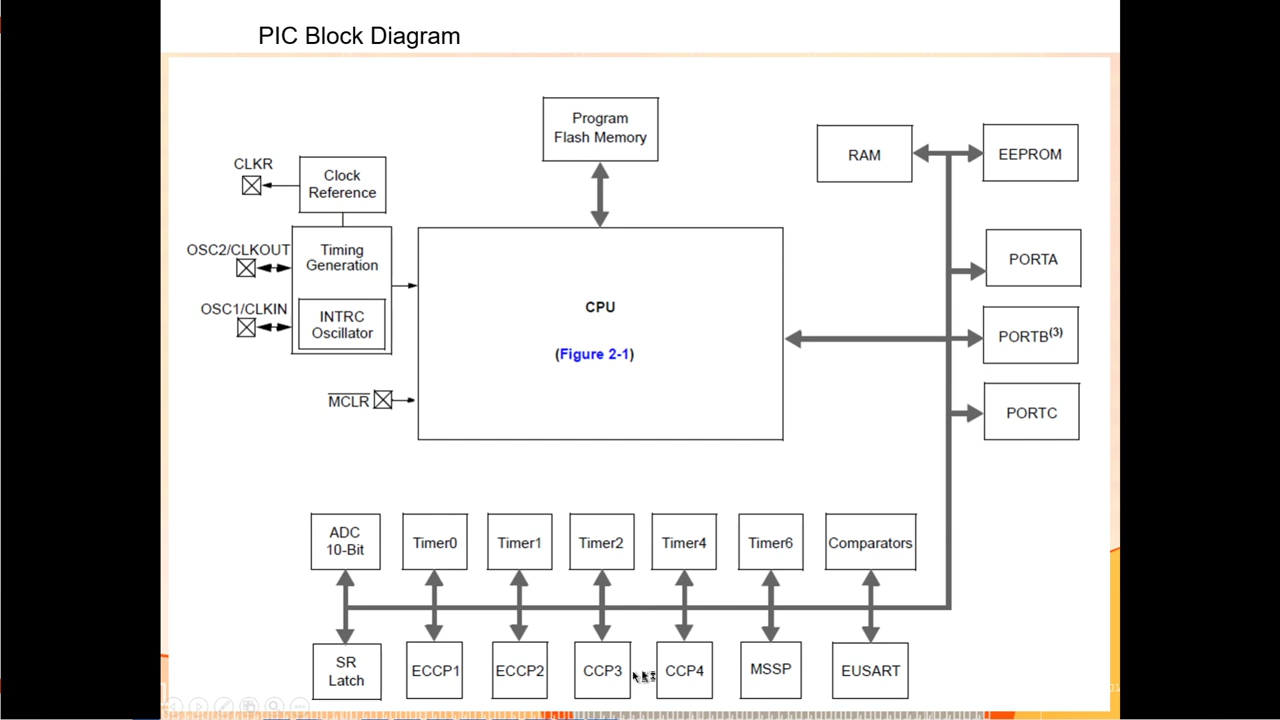 PIC Block Diagram
Program
Flash Memory
RAM
EEPROM
CLKR
Clock
Reference
OSC2/CLKOUT
Timing
Generation
PORTA
OSC1/CLKIN
INTRC
Oscillator
CPU
(Figure 2-1)
PORTB(3)
MCLR
PORTC
ADC
10-Bit
Timer0
Timer1
Timer2
Timer4
Timer6
Comparators
SR
Latch
ECCP1
ECCP2
CCP3
CCP4
MSSP
EUSART